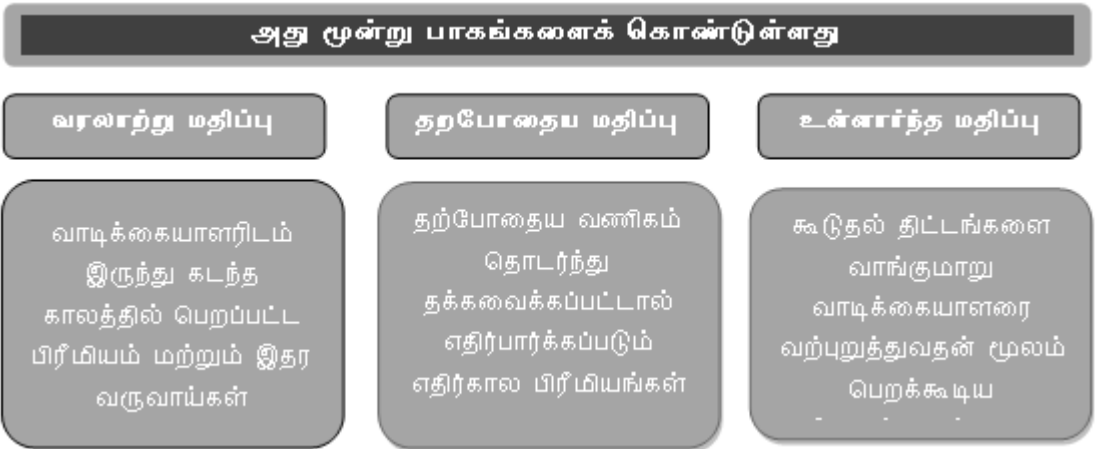 அது மூன்று பாகங்களைக் கொண்டுள்ளது
வரலாற்று மதிப்பு
தறபோதைய மதிப்பு
உள்ளார்ந்த மதிப்பு
வாடிக்கையாளரிடம்
இருந்து கடந்த
காலத்தில் பெறப்பட்ட
பிரீமியம் மற்றும் இதர
வருவாய்கள்
தற்போதைய வணிகம்
தொடர்ந்து
தக்கவைக்கப்பட்டால்
எதிர்பார்க்கப்படும்
எதிர்கால பிரீமியங்கள்
கூடுதல் திட்டங்களை
வாங்குமாறு
வாடிக்கையாளரை
வற்புறுத்துவதன் மூலம்
பெறக்கூடிய